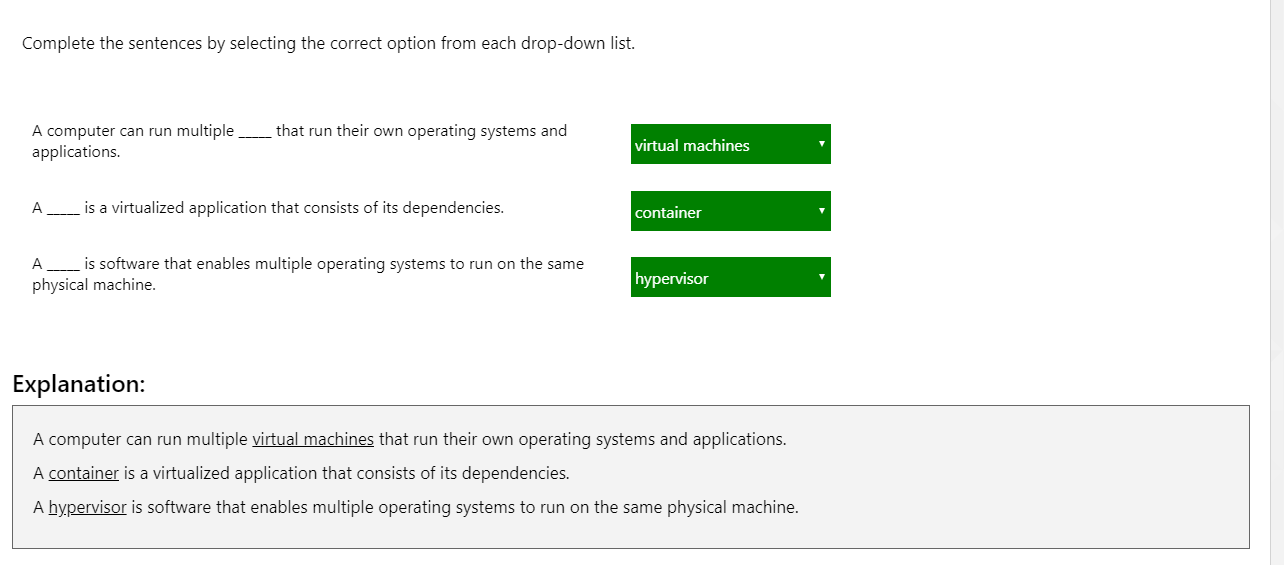 Complete the sentences by selecting the correct option from each drop-down list.
A computer can run multiple _____ that run their own operating systems and
applications.
virtual machines
A _____ is a virtualized application that consists of its dependencies.
container
A _____ is software that enables multiple operating systems to run on the same
physical machine.
hypervisor
Explanation:
A computer can run multiple virtual machines that run their own operating systems and applications.
A container is a virtualized application that consists of its dependencies.
A hypervisor is software that enables multiple operating systems to run on the same physical machine.